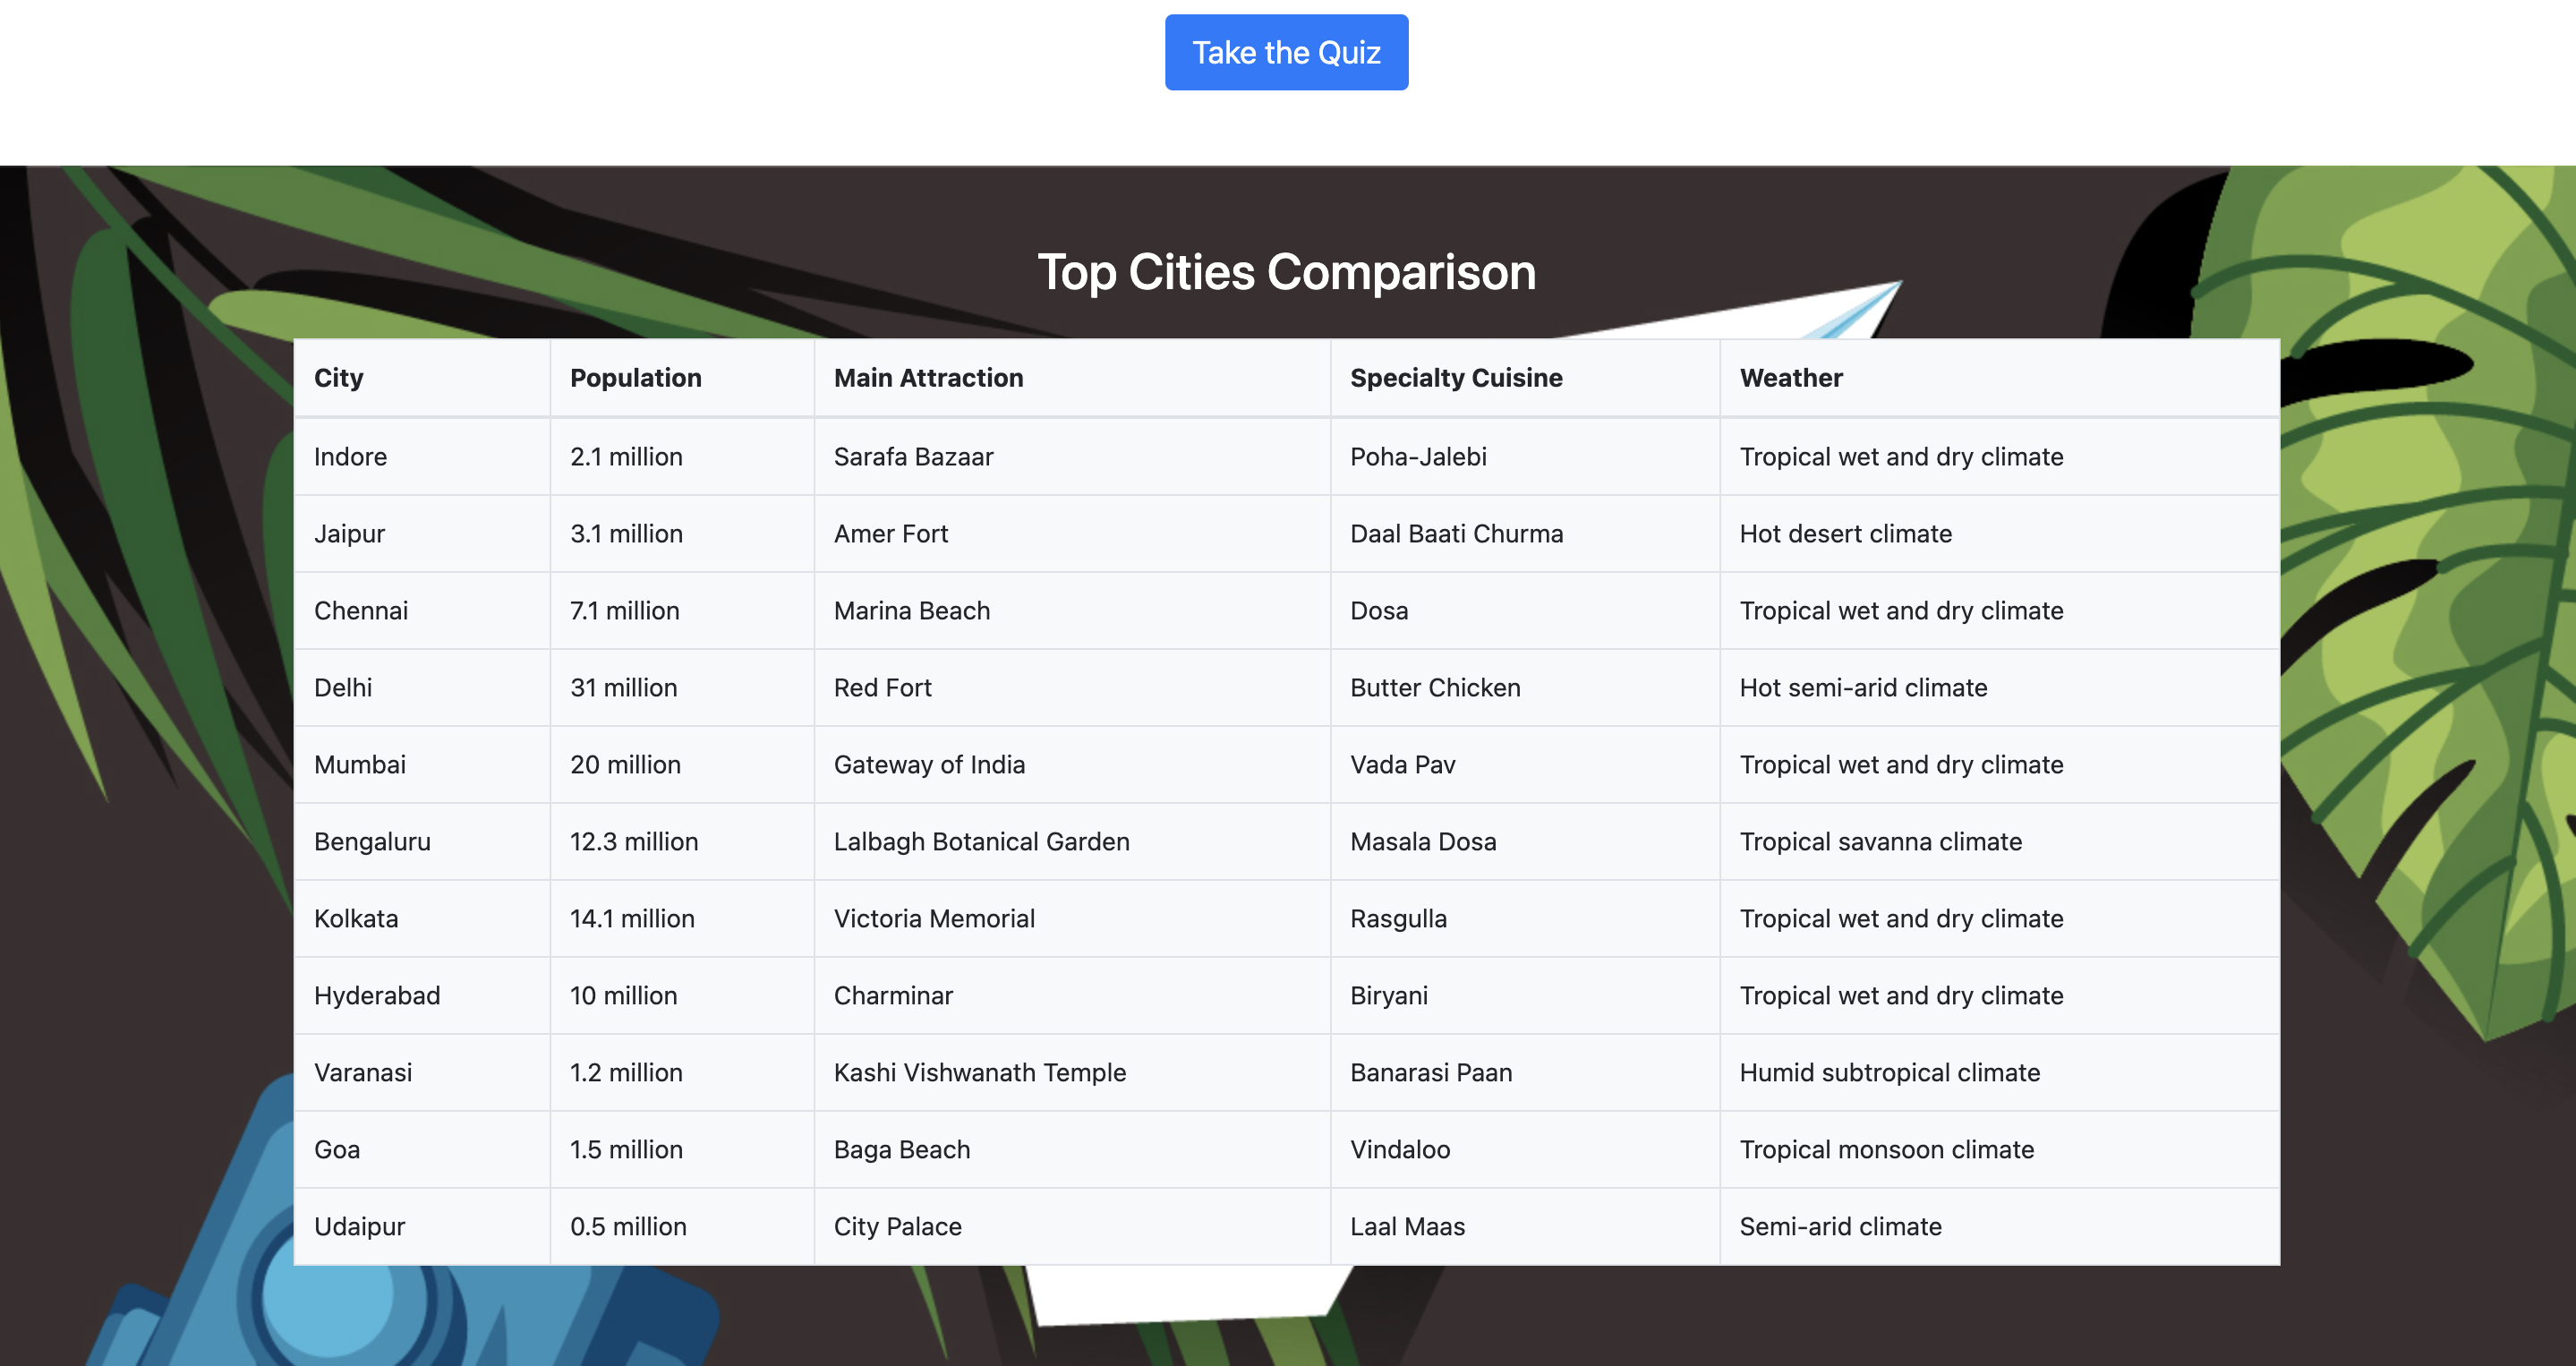 Take the Quiz
Top Cities Comparison
City Population Main Attraction Specialty Cuisine Weather
Indore 2.1 million Sarafa Bazaar Poha-Jalebi Tropical wet and dry climate
Jaipur 3.1 million Amer Fort Daal Baati Churma Hot desert climate
Chennai 7.1 million Marina Beach Dosa Tropical wet and dry climate
Delhi 31 million Red Fort Butter Chicken Hot semi-arid climate
Mumbai 20 million Gateway of India Vada Pav Tropical wet and dry climate
Bengaluru 12.3 million Lalbagh Botanical Garden Masala Dosa Tropical savanna climate
Kolkata 14.1 million Victoria Memorial Rasgulla Tropical wet and dry climate
Hyderabad 10 million Charminar Biryani Tropical wet and dry climate
Varanasi 1.2 million Kashi Vishwanath Temple Banarasi Paan Humid subtropical climate
Goa 1.5 million Baga Beach Vindaloo Tropical monsoon climate
Udaipur 0.5 million City Palace Laal Maas Semi-arid climate